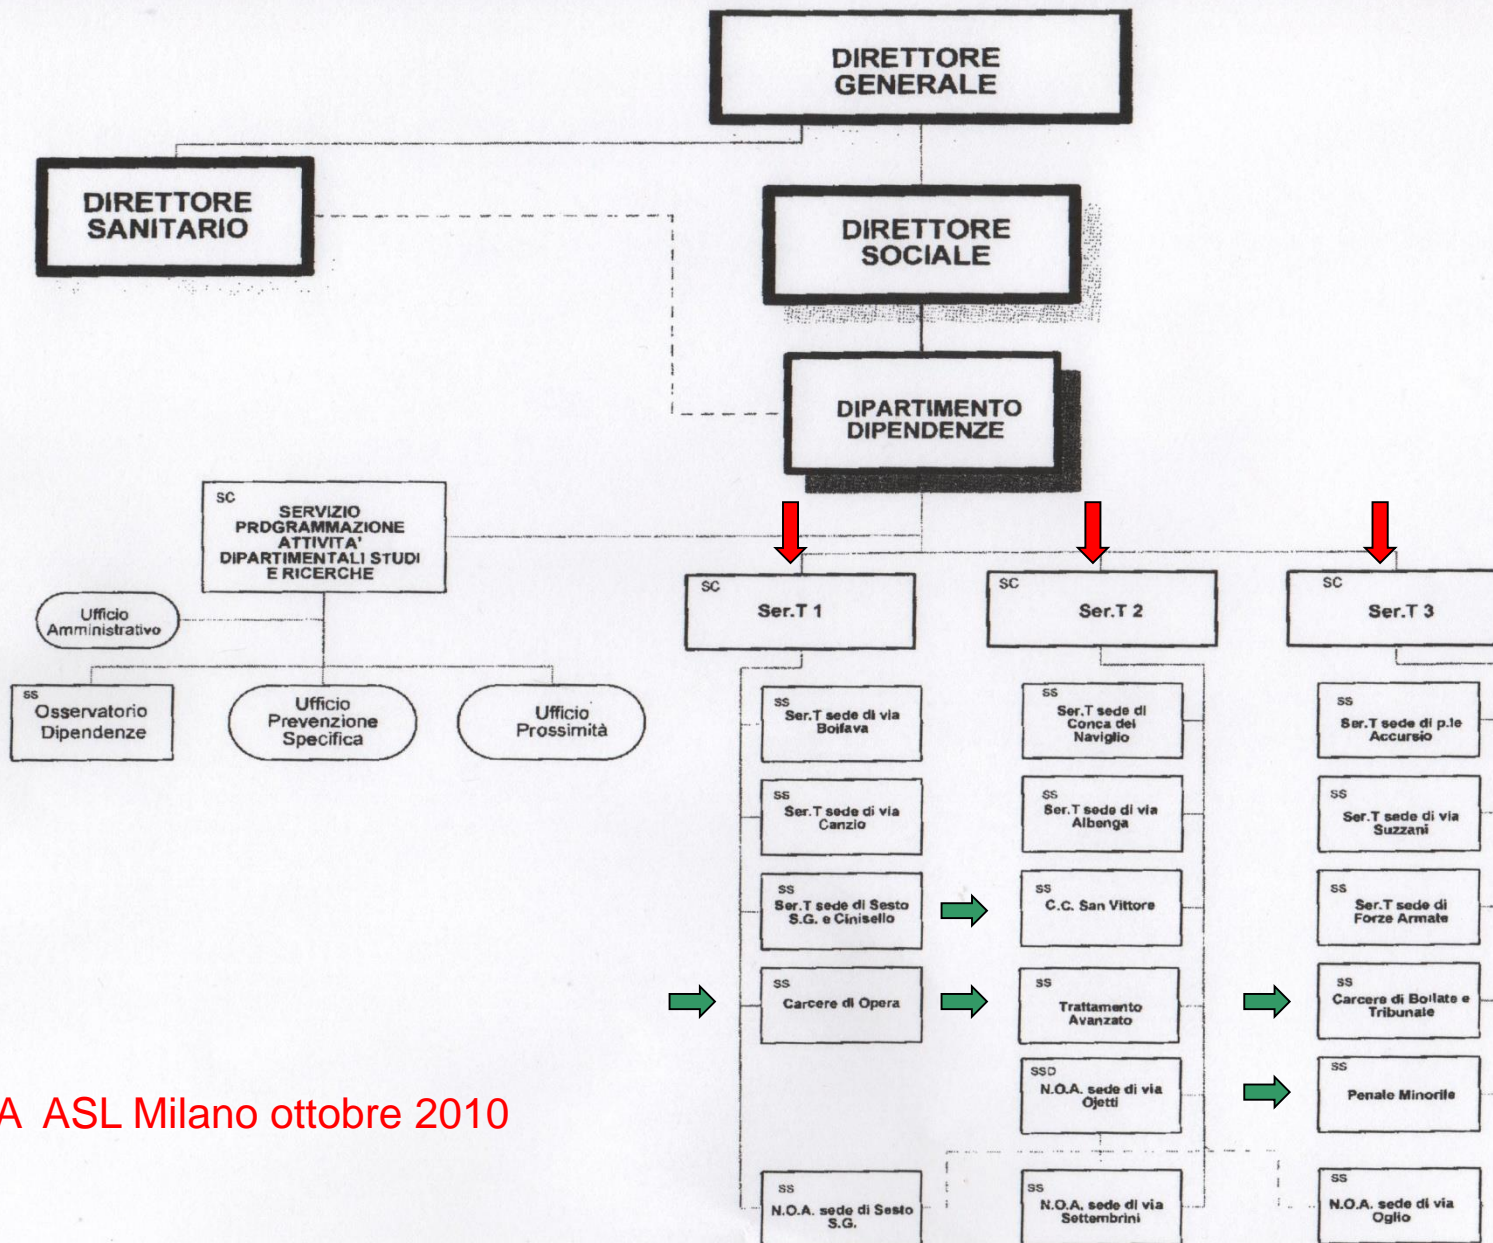 DIRETTORE
GENERALE
DIRETTORE
SANITARIO
DIRETTORE
SOCIALE
DIPARTIMENTO
DIPENDENZE
SC
SERVIZIO
PROGRAMMAZIONE
ATTIVITA'
DIPARTIMENTALI STUDI
E RICERCHE
Ufficio
Amministrativo
SS
Osservatorio
Dipendenze
Ufficio
Prevenzione
Specifica
Ufficio
Prossimità
SC
Ser.T 1
SS
Ser.T sede di via
Boifava
SS
Ser.T sede di via
Canzio
SS
Ser.T sede di Sesto
S.G. e Cinisello
SS
Carcere di Opera
SS
N.O.A. sede di Sesto
S.G.
SC
Ser.T 2
SS
Ser.T sede di
Conca del
Naviglio
SS
Ser.T sede di via
Albenga
SS
C.C. San Vittore
SS
Trattamento
Avanzato
SSD
N.O.A. sede di via
Ojetti
SS
N.O.A. sede di via
Settembrini
SC
Ser.T 3
SS
Ser.T sede di p.le
Accursio
SS
Ser.T sede di via
Suzzani
SS
Ser.T sede di
Forze Armate
SS
Carcere di Bollate e
Tribunale
SS
Penale Minorile
SS
N.O.A. sede di via
Oglio
A ASL Milano ottobre 2010